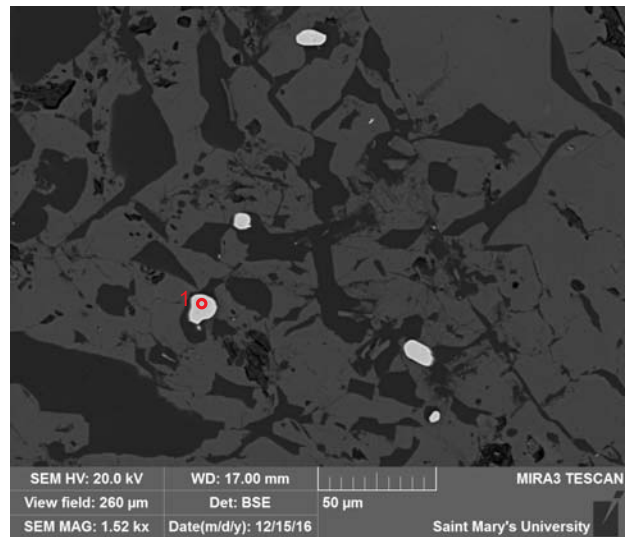 1
SEM HV: 20.0 kV WD: 17.00 mm MIRA3 TESCAN
View field: 260 µm Det: BSE 50 µm
SEM MAG: 1.52 kx Date(m/d/y): 12/15/16 Saint Mary's University